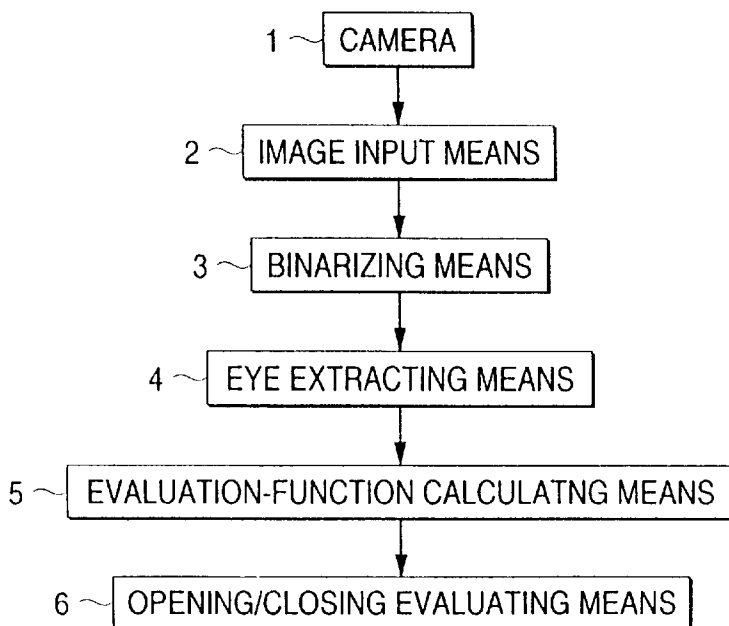 1 CAMERA
2 IMAGE INPUT MEANS
3 BINARIZING MEANS
4 EYE EXTRACTING MEANS
5 EVALUATION-FUNCTION CALCULATNG MEANS
6 OPENING/CLOSING EVALUATING MEANS